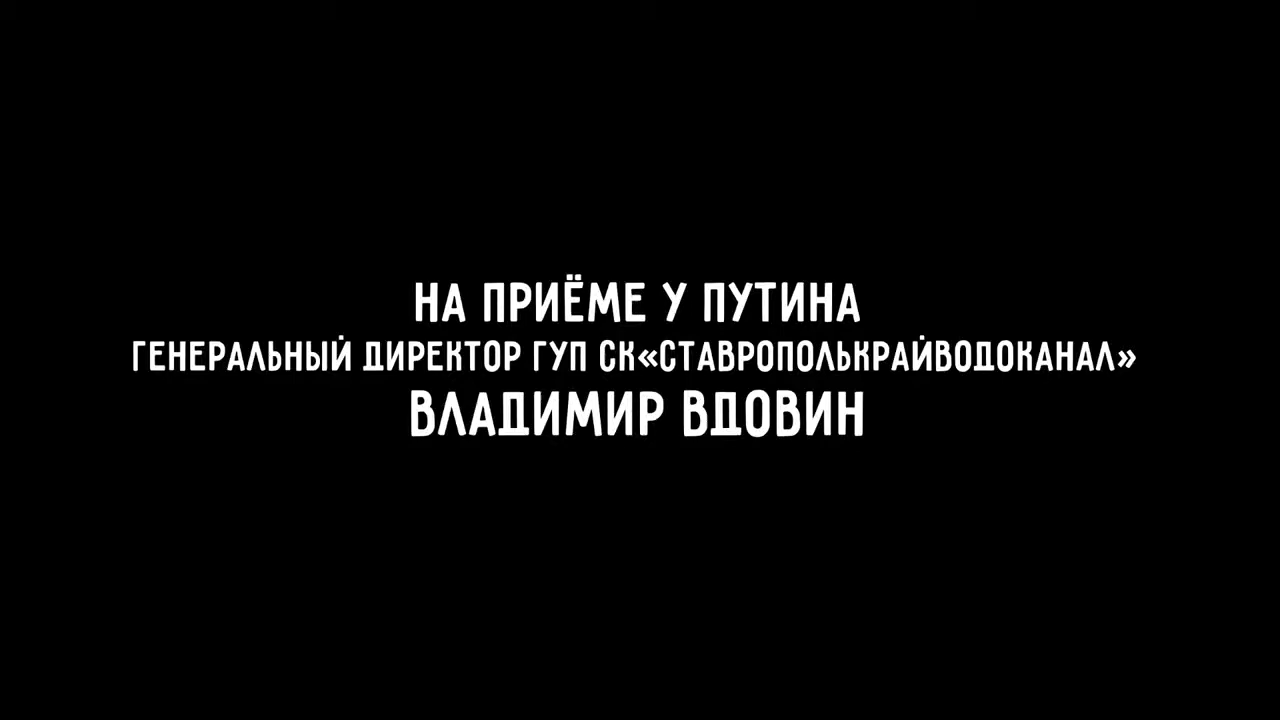 НА ПРИЁМЕ У ПУТИНА
ГЕНЕРАЛЬНЫЙ ДИРЕКТОР ГУП СК«СТАВРОПОЛЬКРАЙВОДОКАНАЛ»
ВЛАДИМИР ВДОВИН